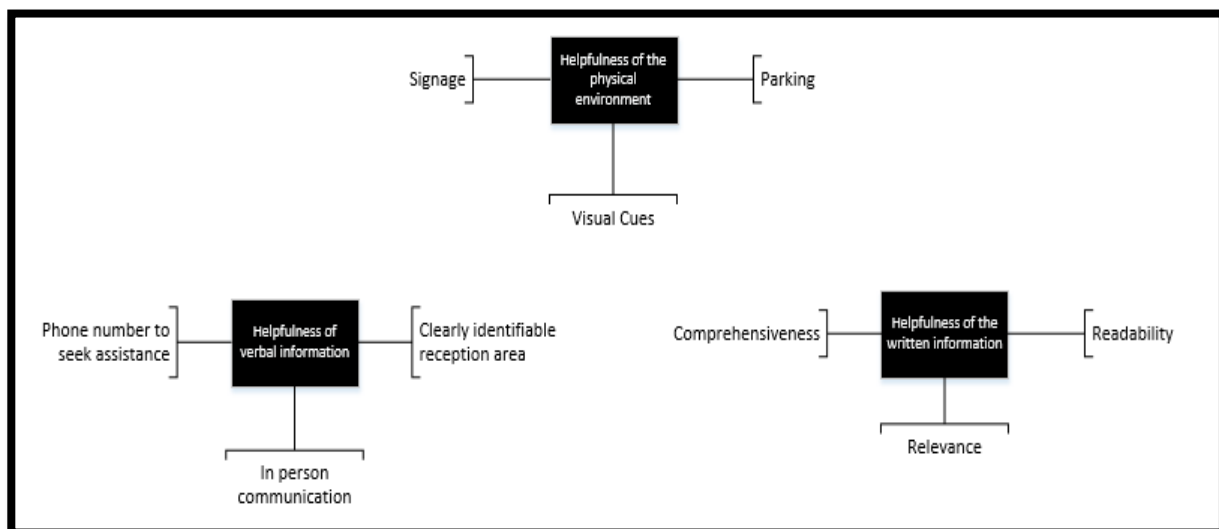 Signage
Helpfulness of the
physical
environment
Parking
Visual Cues
Phone number to
seek assistance
Helpfulness of
verbal information
Clearly identifiable
reception area
In person
communication
Comprehensiveness
Helpfulness of the
written information
Readability
Relevance